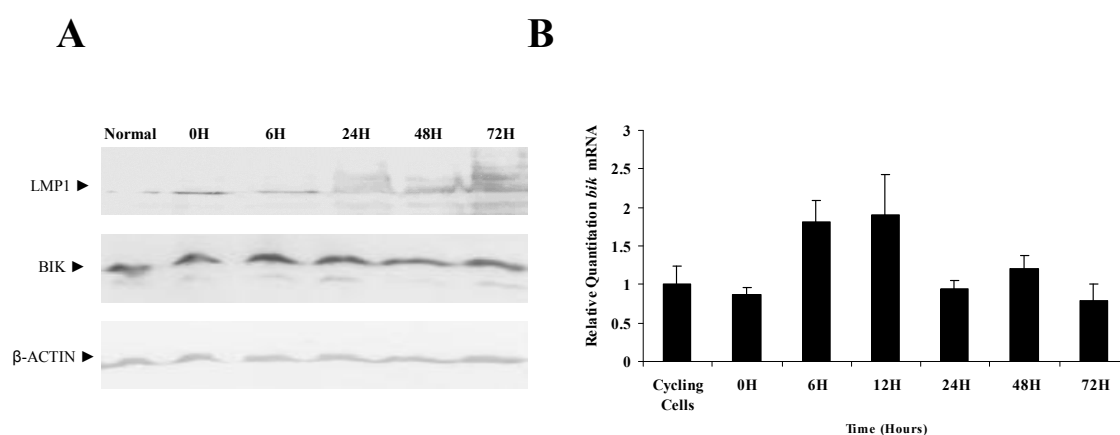 A
B
Normal 0H 6H 24H 48H 72H
LMP1 ►
BIK ►
β-ACTIN ►
Relative Quantitation bik mRNA
3
2.5
2
1.5
1
0.5
0
Cycling Cells 0H 6H 12H 24H 48H 72H
Time (Hours)